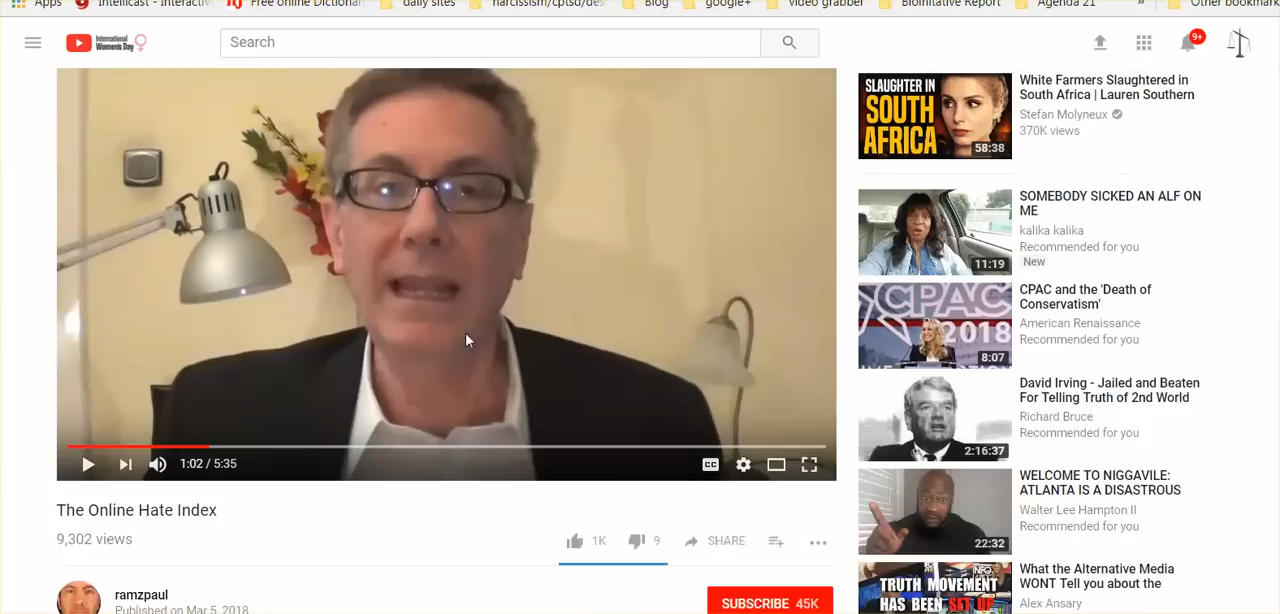 Apps
Intellicast - Interactiv
Free online Dictionar
daily sites
narcissism/cptsd/des
Blog
google+
video grabber
BioInitiative Report
Agenda 21
»
Other bookmark
International
Women's Day
Search
9+
SLAUGHTER IN
SOUTH
AFRICA
58:38
White Farmers Slaughtered in
South Africa | Lauren Southern
Stefan Molyneux
370K views
11:19
SOMEBODY SICKED AN ALF ON
ME
kalika kalika
Recommended for you
New
CPAC
2018
8:07
CPAC and the 'Death of
Conservatism'
American Renaissance
Recommended for you
2:16:37
David Irving - Jailed and Beaten
For Telling Truth of 2nd World
Richard Bruce
Recommended for you
22:32
WELCOME TO NIGGAVILE:
ATLANTA IS A DISASTROUS
Walter Lee Hampton II
Recommended for you
TRUTH MOVEMENT
HAS BEEN SET UP
What the Alternative Media
WONT Tell you about the
Alex Ansary
1:02 / 5:35
CC
The Online Hate Index
9,302 views
1K
9
SHARE
ramzpaul
Published on Mar 5, 2018
SUBSCRIBE 45K